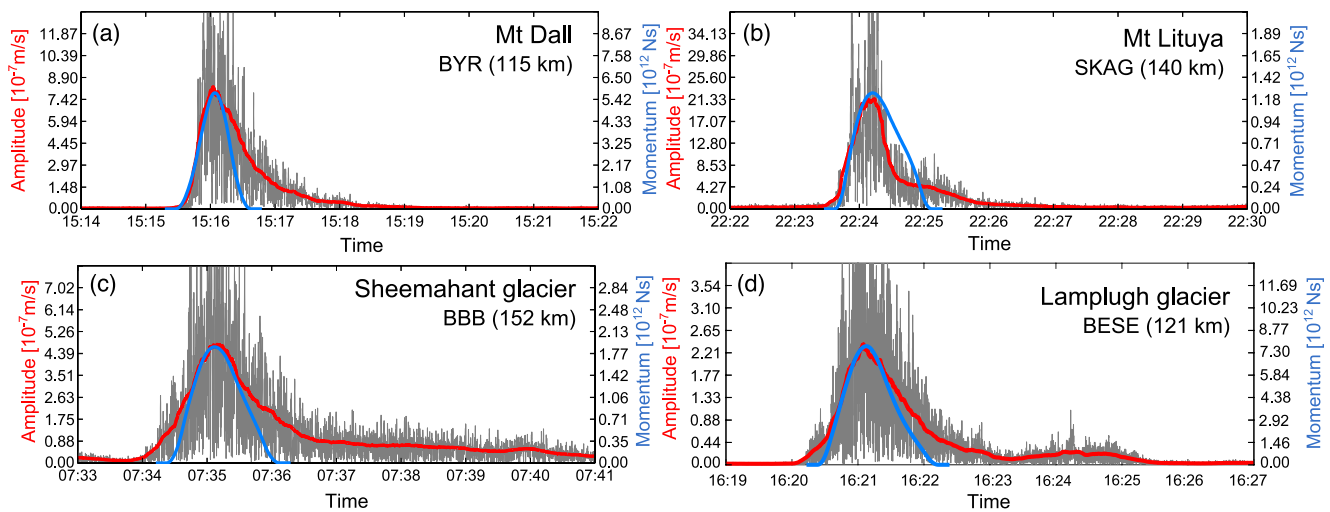 (a)
Mt Dall
BYR (115 km)
Amplitude [10⁻⁷m/s]
11.87
10.39
8.90
7.42
5.94
4.45
2.97
1.48
0.00
8.67
7.58
6.50
5.42
4.33
3.25
2.17
1.08
0.00
Momentum [10¹² Ns]
15:14 15:15 15:16 15:17 15:18 15:19 15:20 15:21 15:22
Time
(b)
Mt Lituya
SKAG (140 km)
Amplitude [10⁻⁷m/s]
34.13
29.86
25.60
21.33
17.07
12.80
8.53
4.27
0.00
1.89
1.65
1.42
1.18
0.94
0.71
0.47
0.24
0.00
Momentum [10¹² Ns]
22:22 22:23 22:24 22:25 22:26 22:27 22:28 22:29 22:30
Time
(c)
Sheemahant glacier
BBB (152 km)
Amplitude [10⁻⁷m/s]
7.02
6.14
5.26
4.39
3.51
2.63
1.75
0.88
0.00
2.84
2.48
2.13
1.77
1.42
1.06
0.71
0.35
0.00
Momentum [10¹² Ns]
07:33 07:34 07:35 07:36 07:37 07:38 07:39 07:40 07:41
Time
(d)
Lamplugh glacier
BESE (121 km)
Amplitude [10⁻⁷m/s]
3.54
3.10
2.65
2.21
1.77
1.33
0.88
0.44
0.00
11.69
10.23
8.77
7.30
5.84
4.38
2.92
1.46
0.00
Momentum [10¹² Ns]
16:19 16:20 16:21 16:22 16:23 16:24 16:25 16:26 16:27
Time